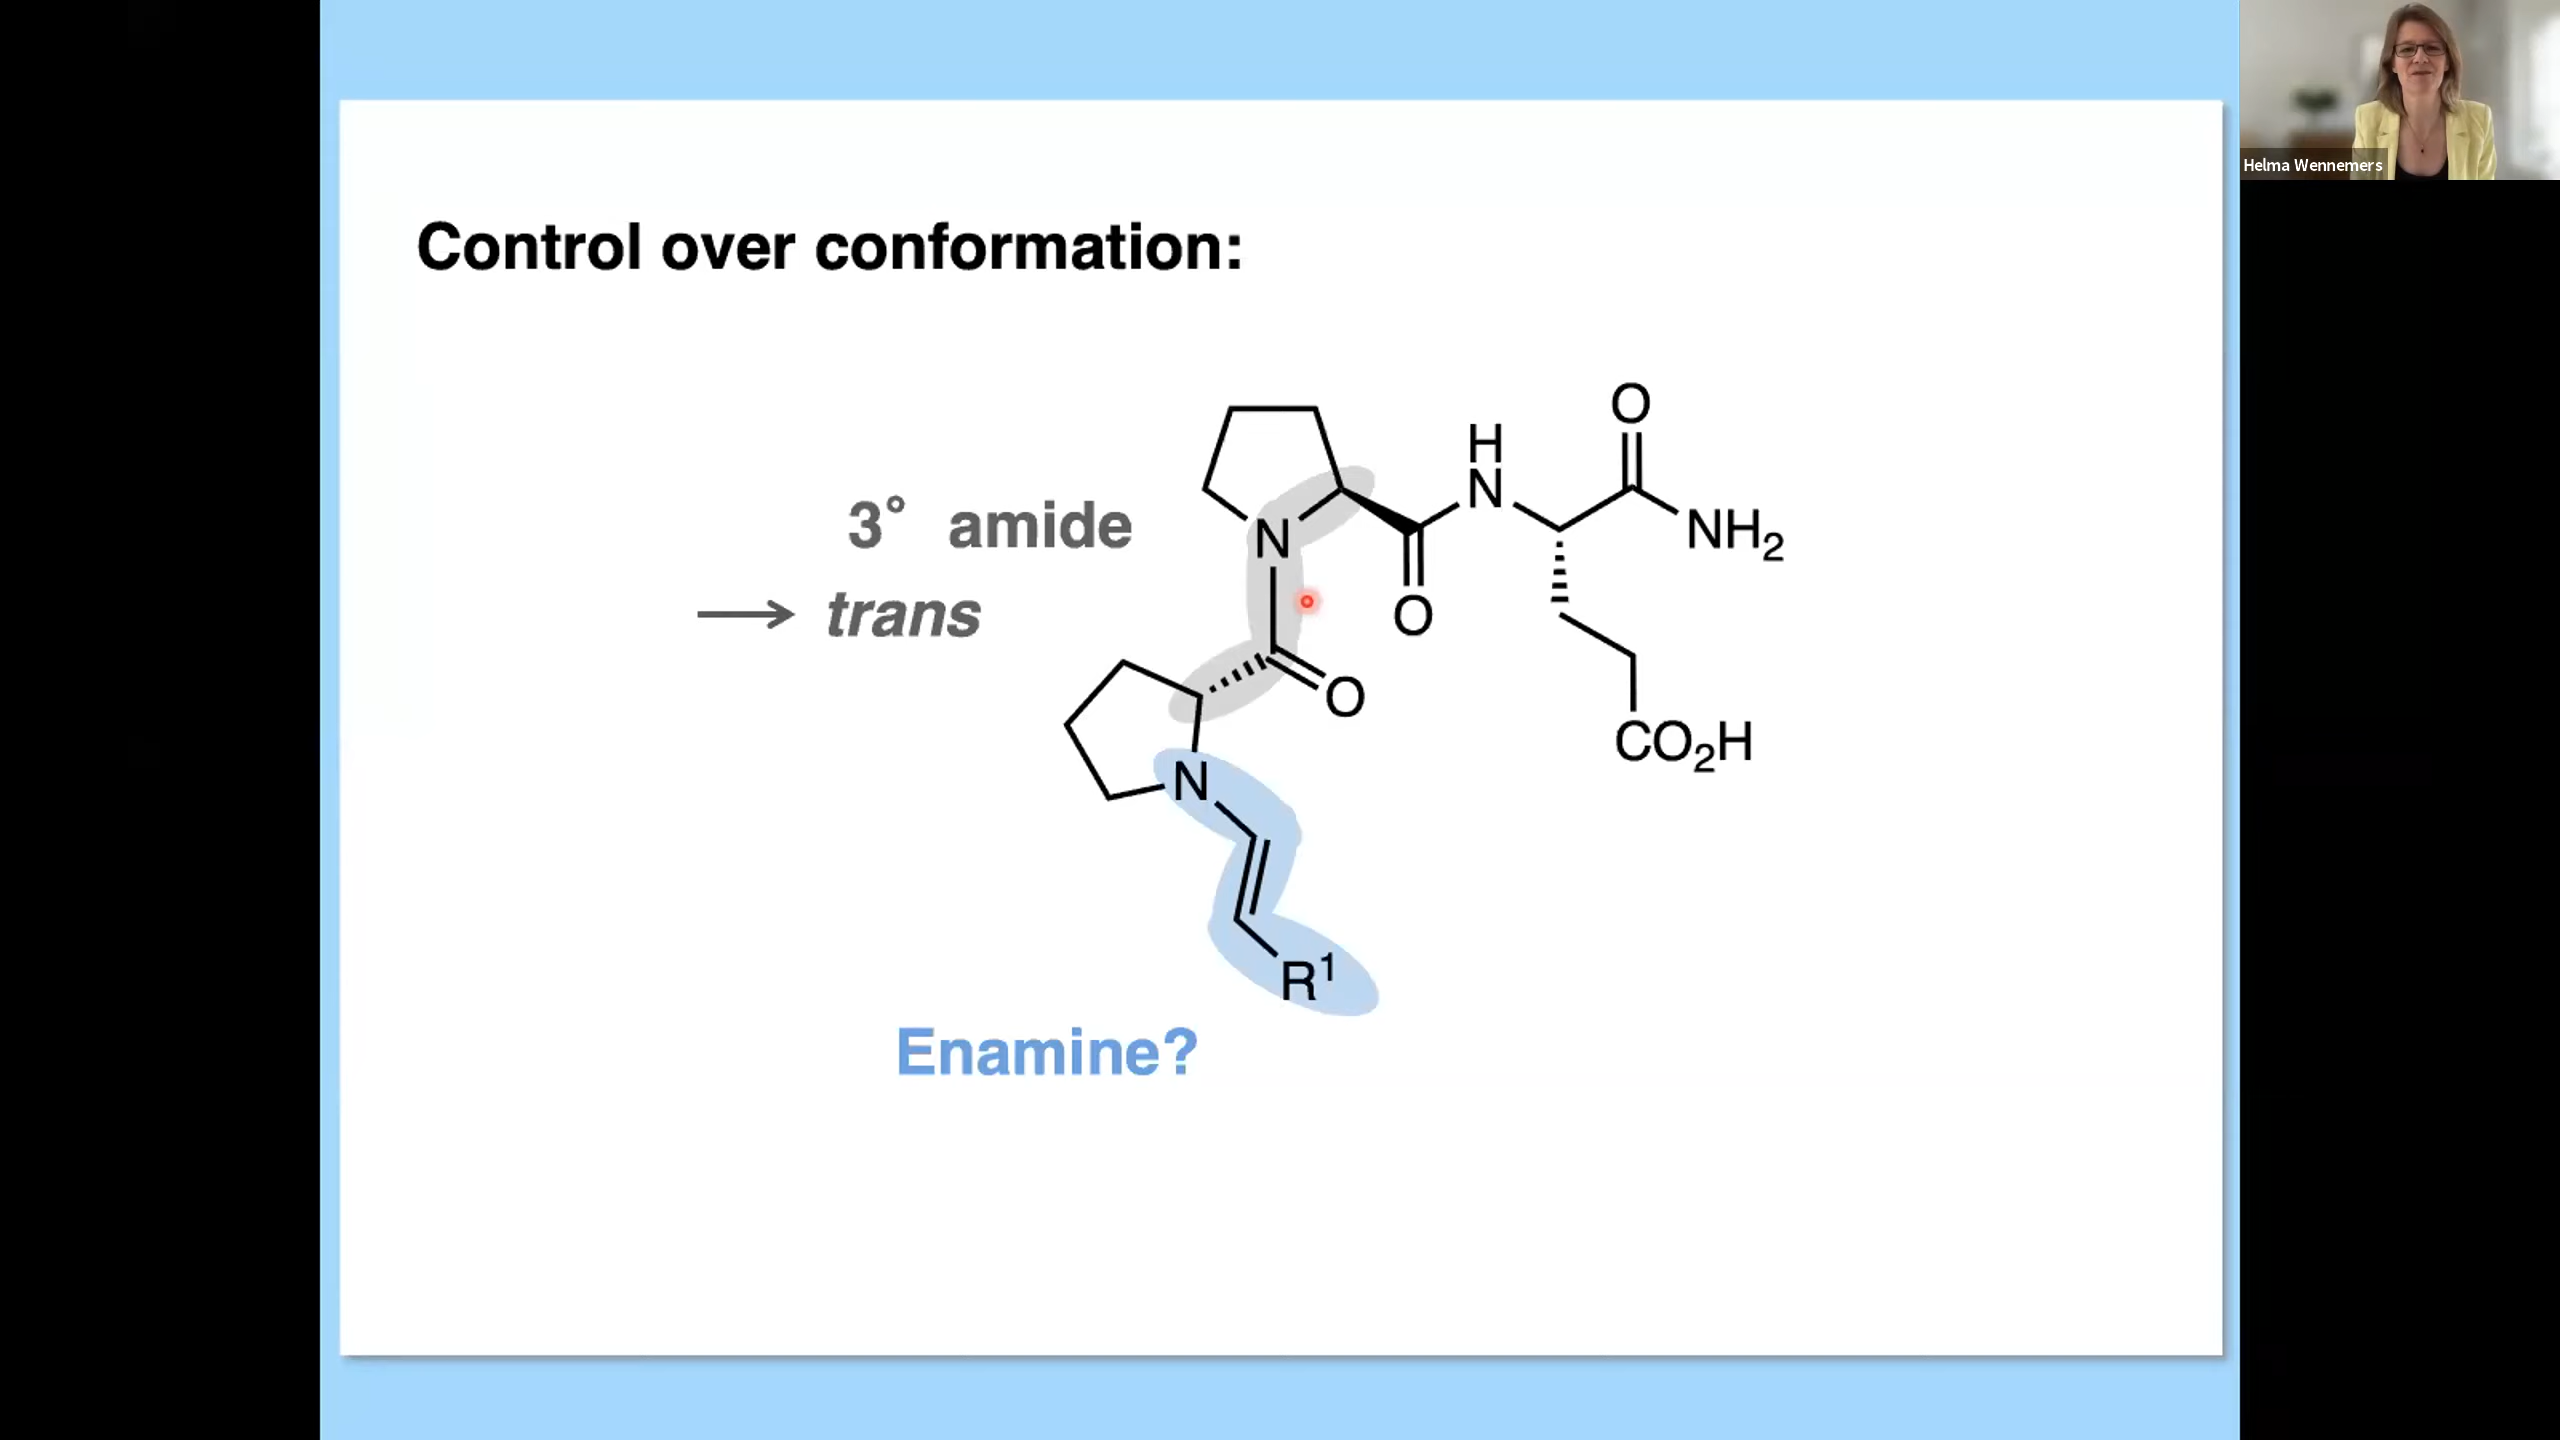 Helma Wennemers
Control over conformation:
3° amide
→ trans
O
H
N
NH₂
N
O
O
CO₂H
N
R¹
Enamine?